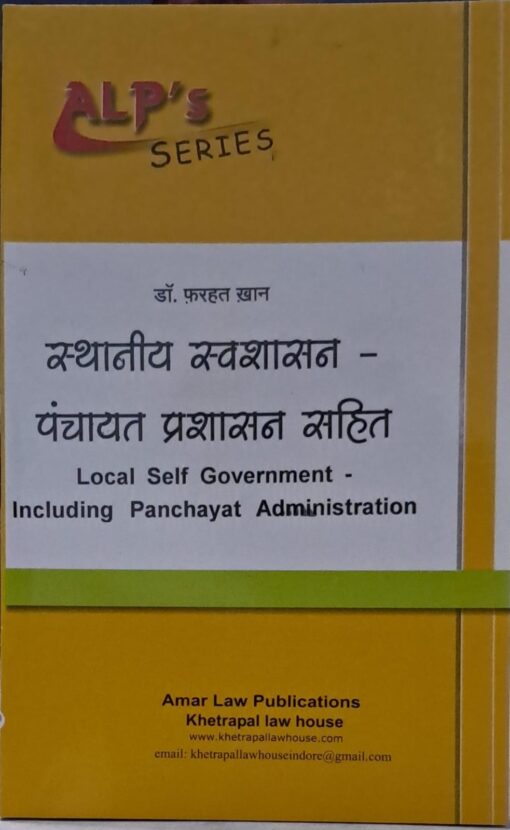 ALP's
SERIES
डॉ. फ़रहत ख़ान
स्थानीय स्वशासन –
पंचायत प्रशासन सहित
Local Self Government -
Including Panchayat Administration
Amar Law Publications
Khetrapal law house
www.khetrapallawhouse.com
email: khetrapallawhouseindore@gmail.com